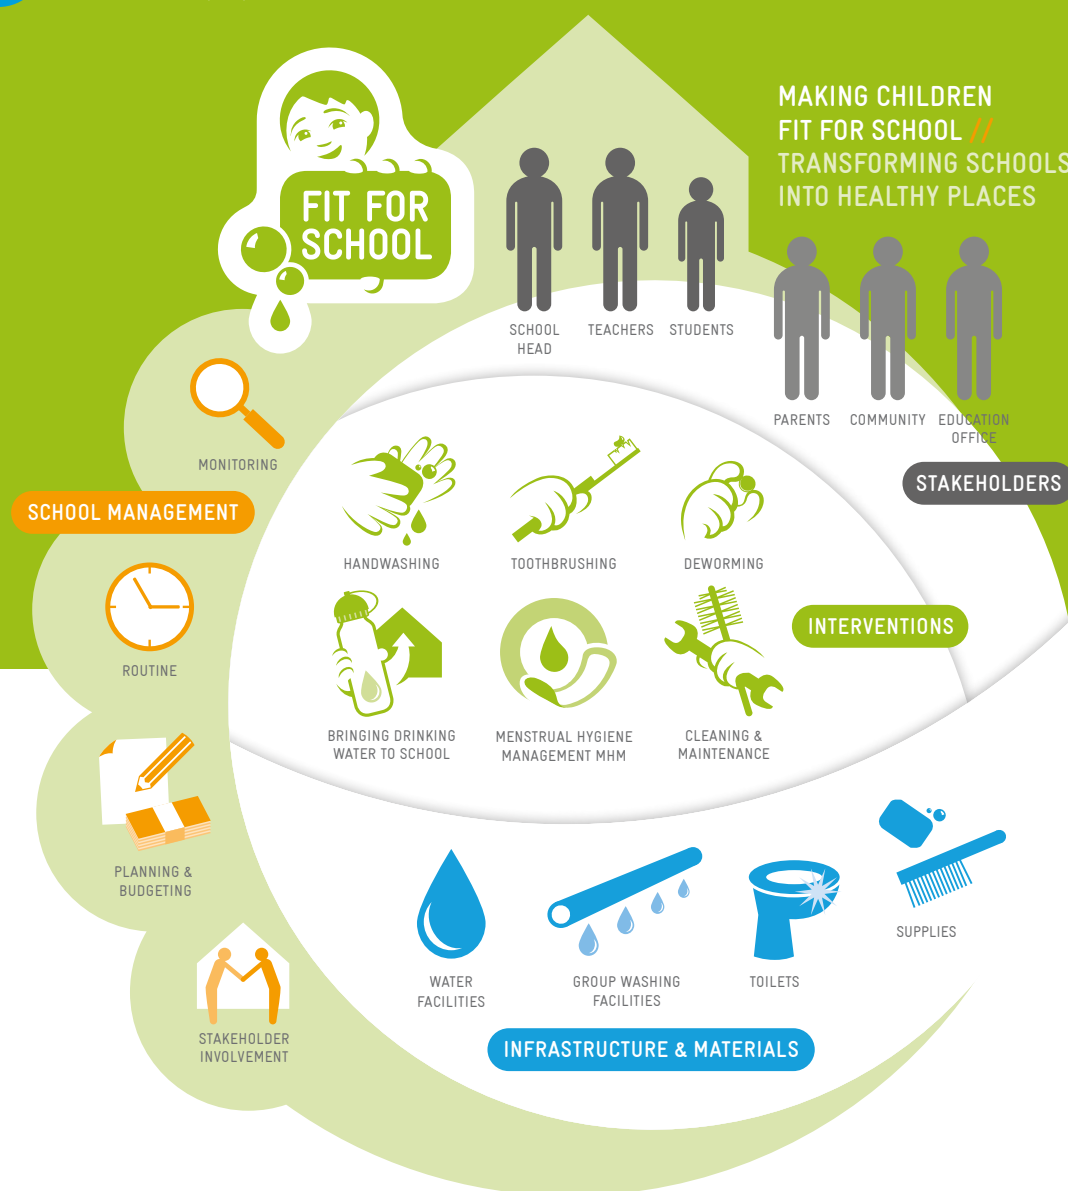 MAKING CHILDREN
FIT FOR SCHOOL //
TRANSFORMING SCHOOLS
INTO HEALTHY PLACES
FIT FOR
SCHOOL
SCHOOL
HEAD
TEACHERS
STUDENTS
PARENTS
COMMUNITY
EDUCATION
OFFICE
STAKEHOLDERS
MONITORING
SCHOOL MANAGEMENT
ROUTINE
PLANNING &
BUDGETING
STAKEHOLDER
INVOLVEMENT
HANDWASHING
TOOTHBRUSHING
DEWORMING
INTERVENTIONS
BRINGING DRINKING
WATER TO SCHOOL
MENSTRUAL HYGIENE
MANAGEMENT MHM
CLEANING &
MAINTENANCE
WATER
FACILITIES
GROUP WASHING
FACILITIES
TOILETS
SUPPLIES
INFRASTRUCTURE & MATERIALS